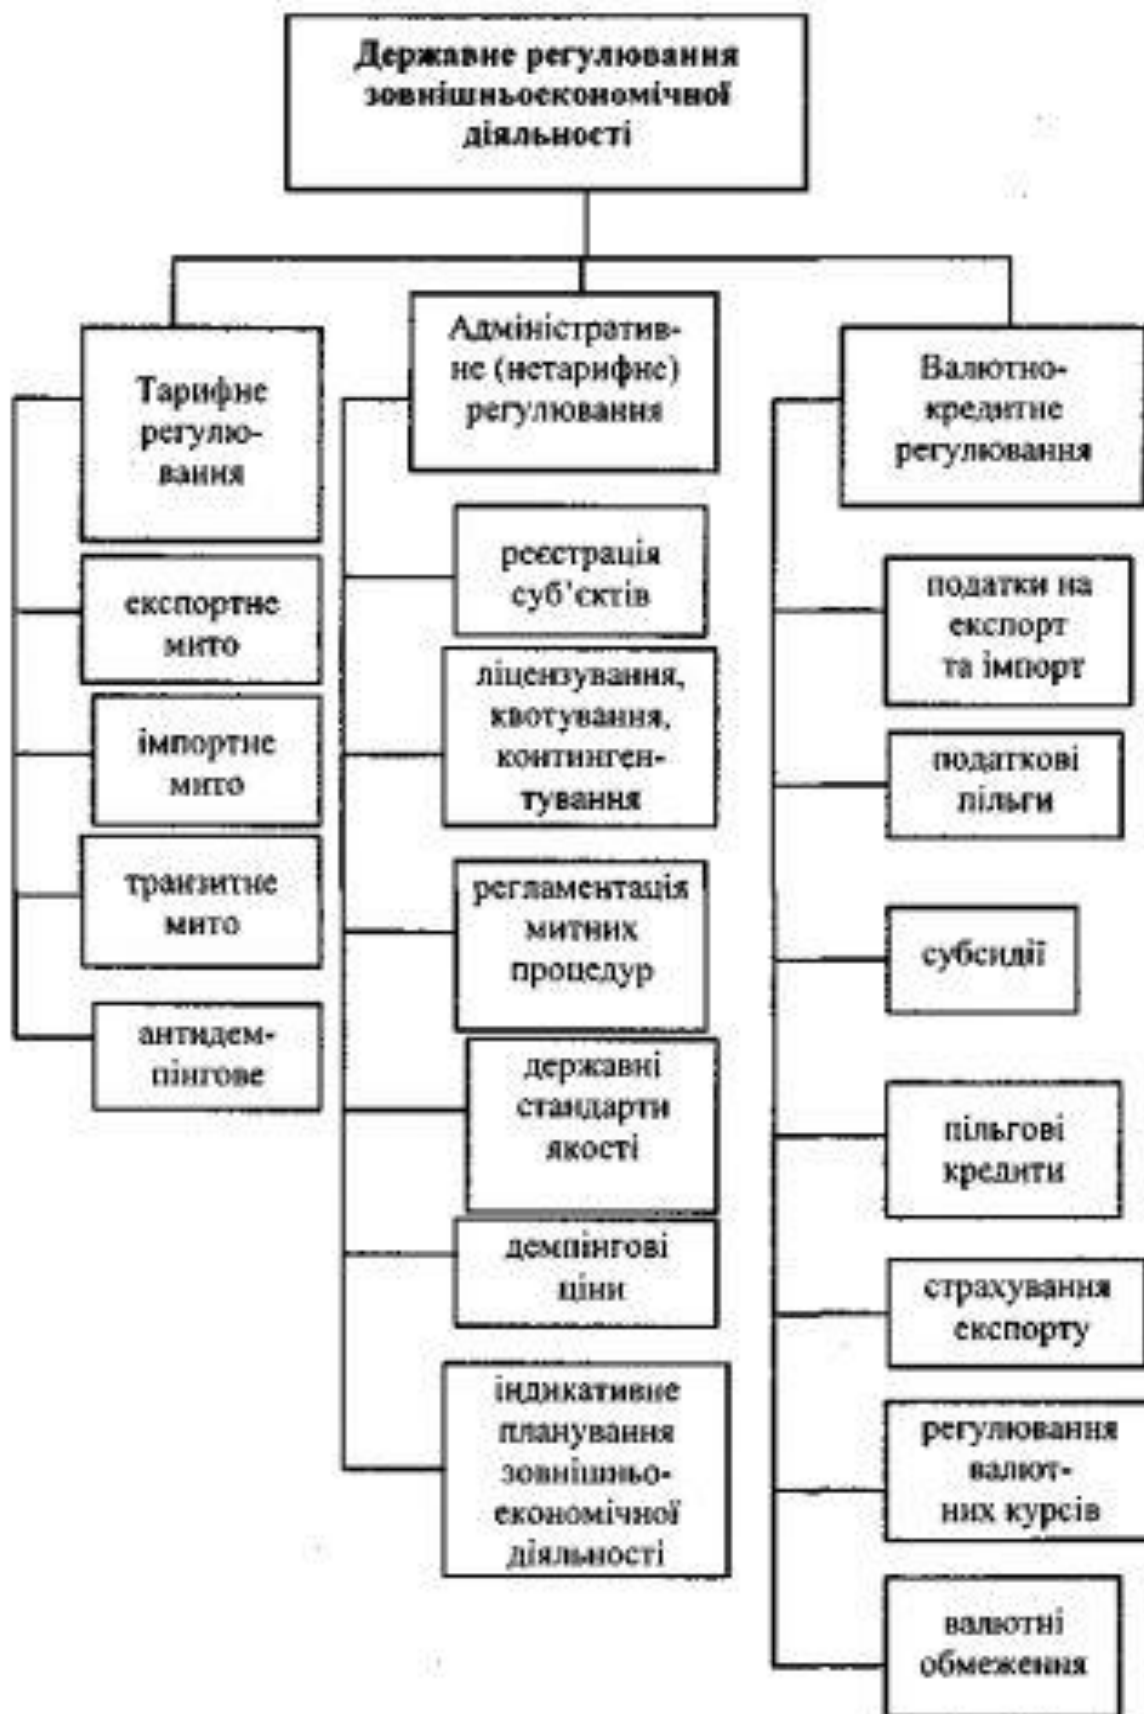 Державне регулювання
зовнішньоекономічної
діяльності
Тарифне
регулю-
вання
експортне
мито
імпортне
мито
транзитне
мито
антидем-
пінгове
Адміністратив-
не (нетарифне)
регулювання
реєстрація
суб’єктів
ліцензування,
квотування,
континген-
тування
регламентація
митних
процедур
державні
стандарти
якості
демпінгові
ціни
індикативне
планування
зовнішньо-
економічної
діяльності
Валютно-
кредитне
регулювання
податки на
експорт
та імпорт
податкові
пільги
субсидії
пільгові
кредити
страхування
експорту
регулювання
валют-
них курсів
валютні
обмеження